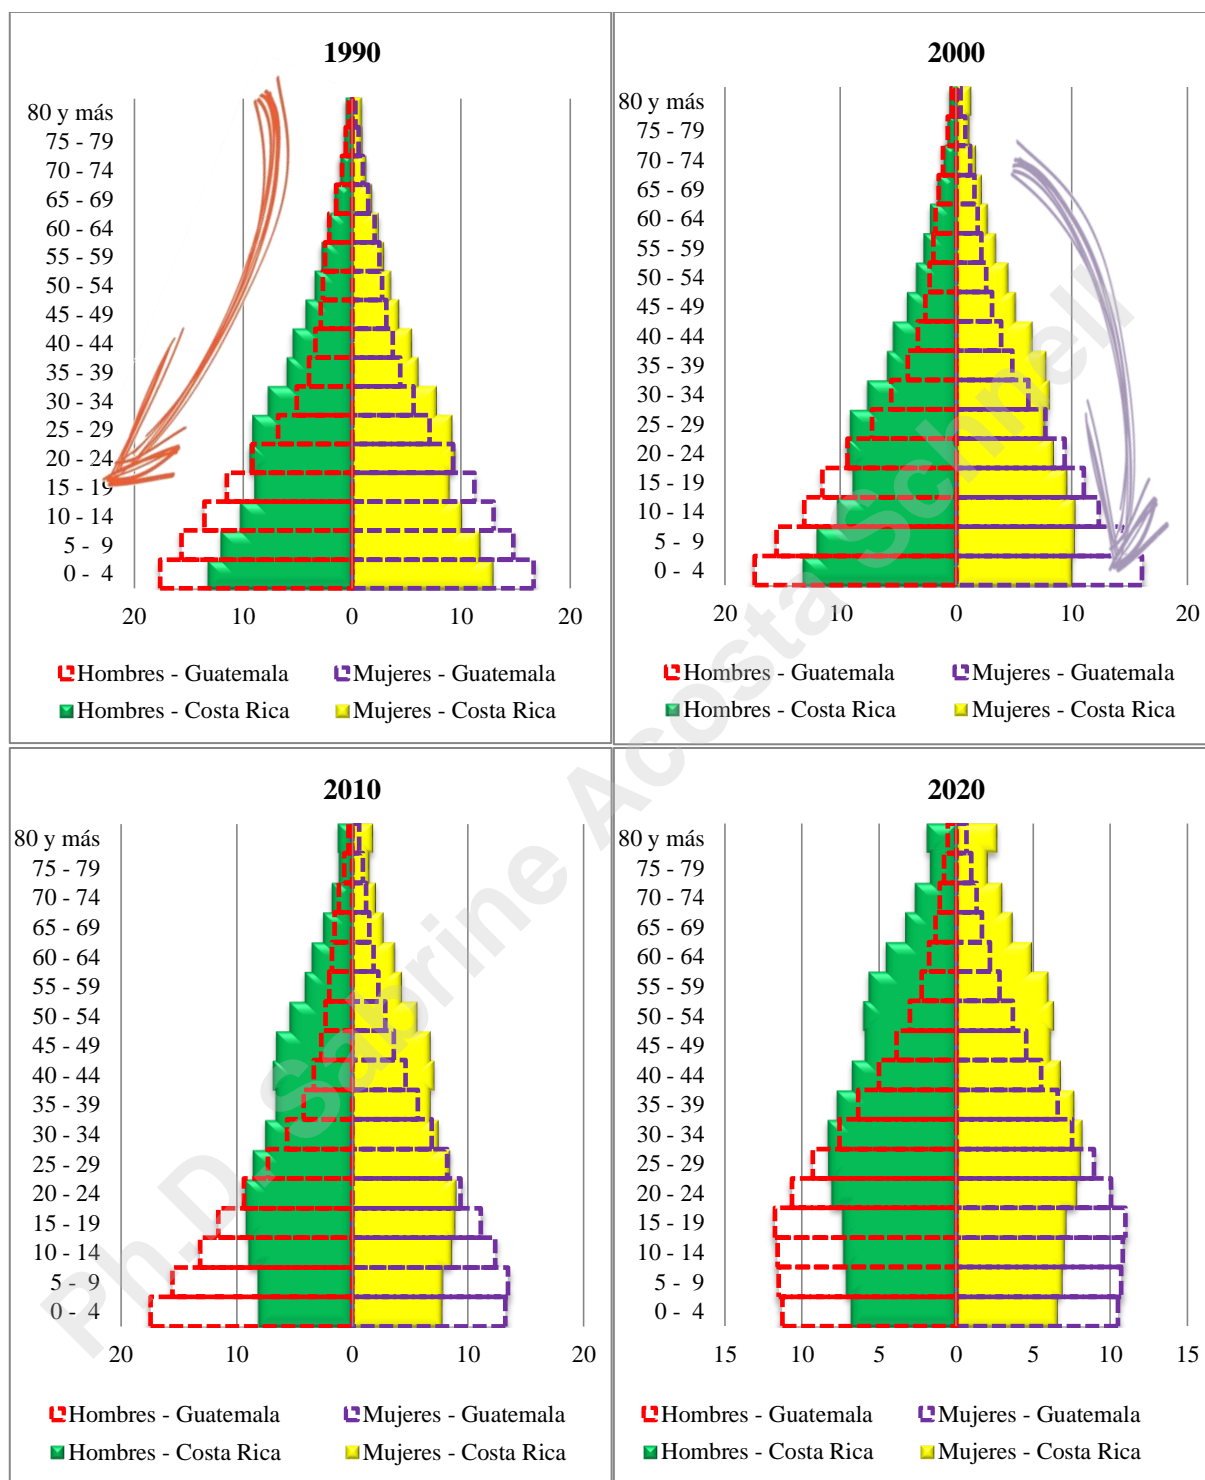 1990
80 y más
75 - 79
70 - 74
65 - 69
60 - 64
55 - 59
50 - 54
45 - 49
40 - 44
35 - 39
30 - 34
25 - 29
20 - 24
15 - 19
10 - 14
5 - 9
0 - 4
20 10 0 10 20
Hombres - Guatemala Mujeres - Guatemala
Hombres - Costa Rica Mujeres - Costa Rica
2000
80 y más
75 - 79
70 - 74
65 - 69
60 - 64
55 - 59
50 - 54
45 - 49
40 - 44
35 - 39
30 - 34
25 - 29
20 - 24
15 - 19
10 - 14
5 - 9
0 - 4
20 10 0 10 20
Hombres - Guatemala Mujeres - Guatemala
Hombres - Costa Rica Mujeres - Costa Rica
2010
80 y más
75 - 79
70 - 74
65 - 69
60 - 64
55 - 59
50 - 54
45 - 49
40 - 44
35 - 39
30 - 34
25 - 29
20 - 24
15 - 19
10 - 14
5 - 9
0 - 4
20 10 0 10 20
Hombres - Guatemala Mujeres - Guatemala
Hombres - Costa Rica Mujeres - Costa Rica
2020
80 y más
75 - 79
70 - 74
65 - 69
60 - 64
55 - 59
50 - 54
45 - 49
40 - 44
35 - 39
30 - 34
25 - 29
20 - 24
15 - 19
10 - 14
5 - 9
0 - 4
15 10 5 0 5 10 15
Hombres - Guatemala Mujeres - Guatemala
Hombres - Costa Rica Mujeres - Costa Rica
Ph.D. Sabrine Acosta Schnell